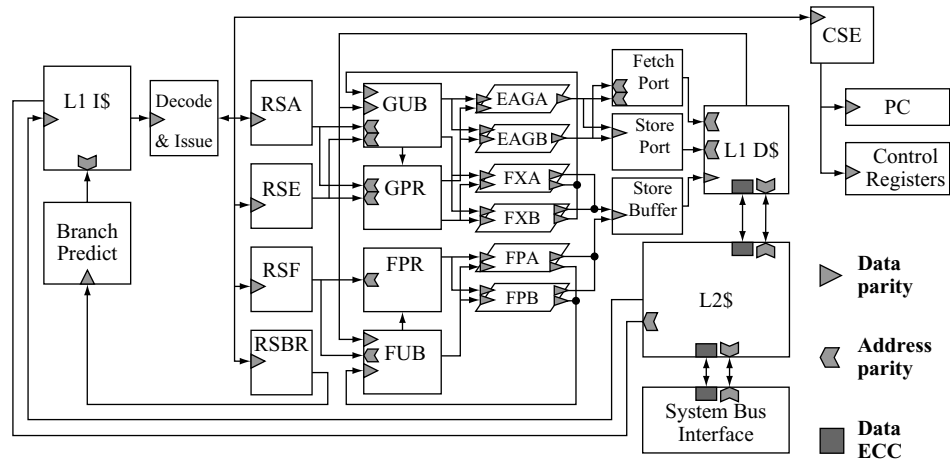 CSE
PC
Control
Registers
L1 I$
Decode
& Issue
Branch
Predict
RSA
RSE
RSF
RSBR
GUB
GPR
FPR
FUB
EAGA
EAGB
FXA
FXB
FPA
FPB
Fetch
Port
Store
Port
Store
Buffer
L1 D$
L2$
System Bus
Interface
Data
parity
Address
parity
Data
ECC